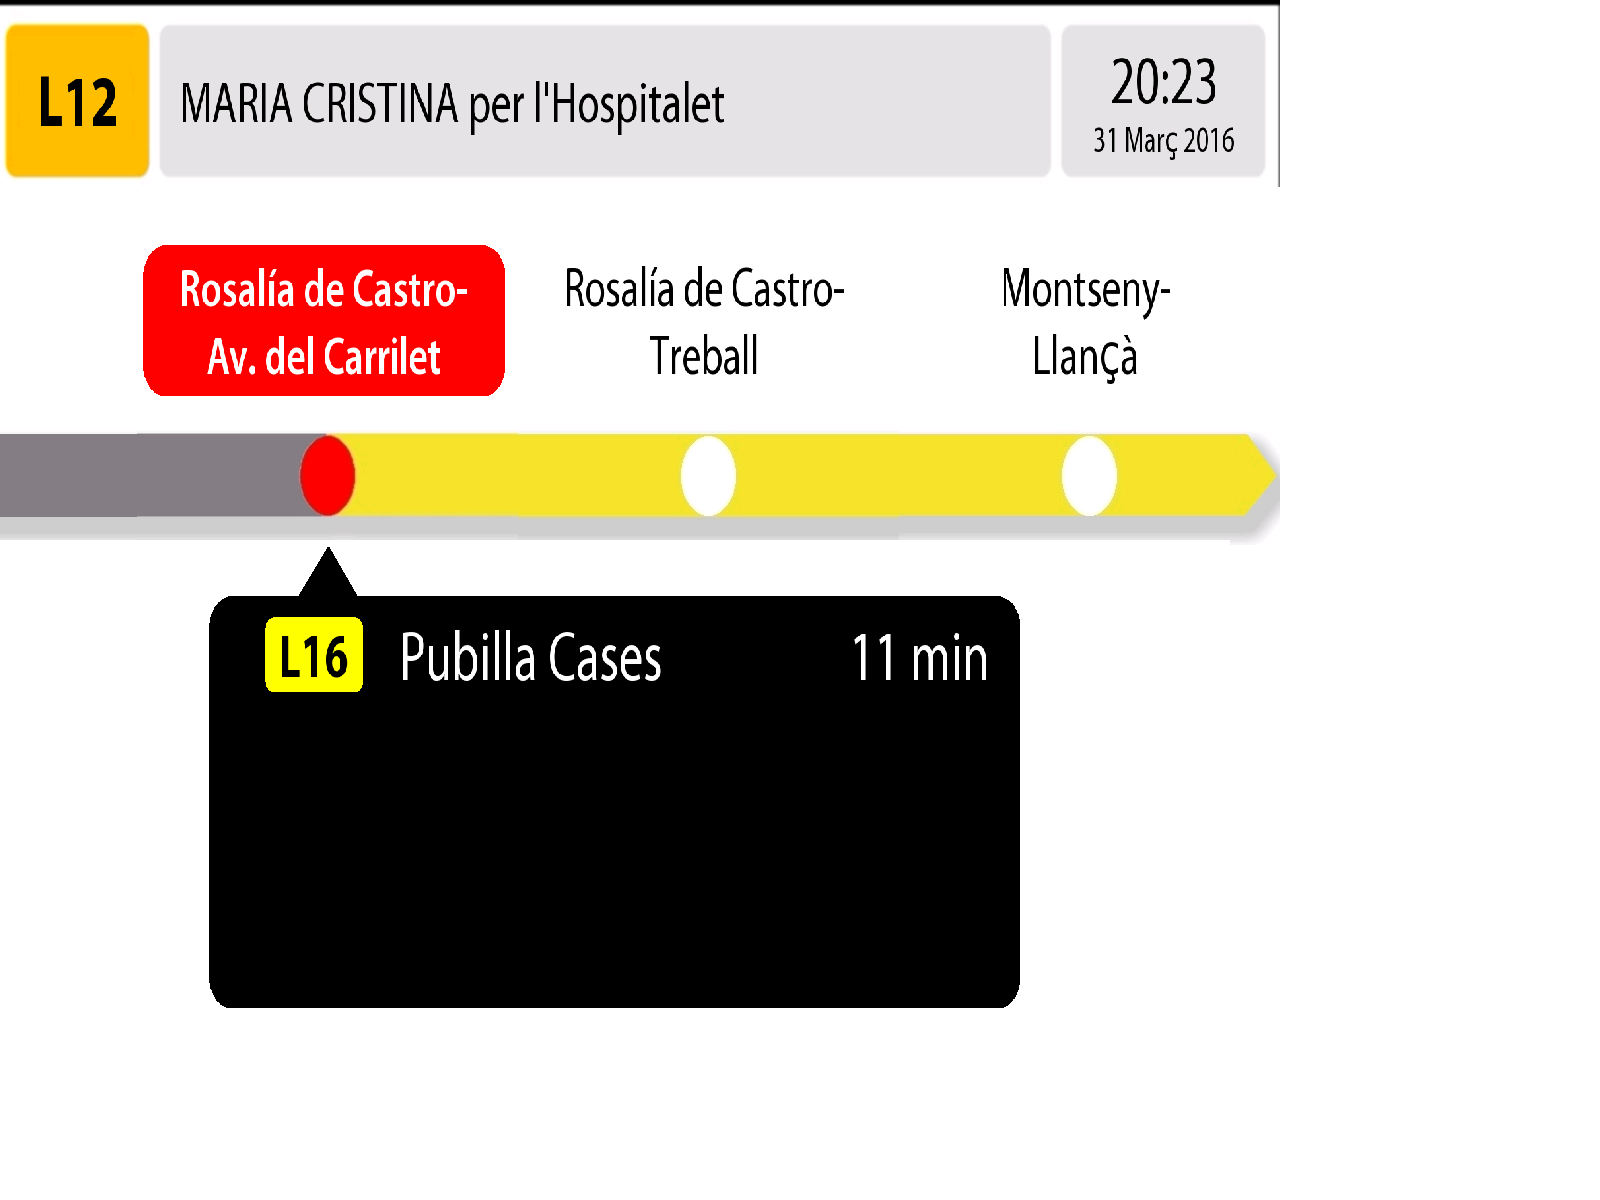 L12
MARIA CRISTINA per l'Hospitalet
20:23
31 Març 2016
Rosalía de Castro-
Av. del Carrilet
Rosalía de Castro-
Treball
Montseny-
Llançà
L16 Pubilla Cases 11 min